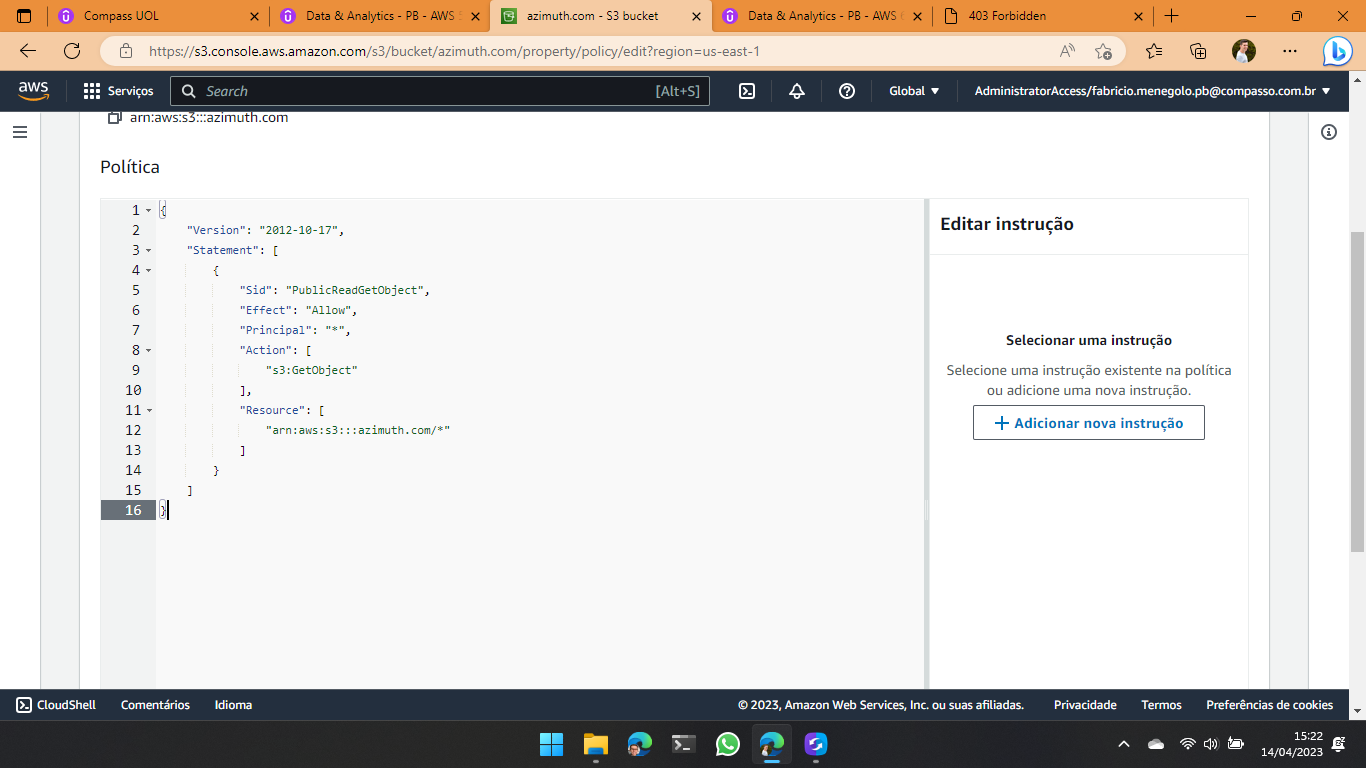 Compass UOL
Data & Analytics - PB - AWS
azimuth.com - S3 bucket
Data & Analytics - PB - AWS
403 Forbidden
https://s3.console.aws.amazon.com/s3/bucket/azimuth.com/property/policy/edit?region=us-east-1
aws
Serviços
Search
[Alt+S]
Global
AdministratorAccess/fabricio.menegolo.pb@compasso.com.br
arn:aws:s3:::azimuth.com
Política
1 {
2 "Version": "2012-10-17",
3 "Statement": [
4 {
5 "Sid": "PublicReadGetObject",
6 "Effect": "Allow",
7 "Principal": "*",
8 "Action": [
9 "s3:GetObject"
10 ],
11 "Resource": [
12 "arn:aws:s3:::azimuth.com/*"
13 ]
14 }
15 ]
16 }
Editar instrução
Selecionar uma instrução
Selecione uma instrução existente na política
ou adicione uma nova instrução.
+ Adicionar nova instrução
CloudShell
Comentários
Idioma
© 2023, Amazon Web Services, Inc. ou suas afiliadas.
Privacidade
Termos
Preferências de cookies
15:22
14/04/2023